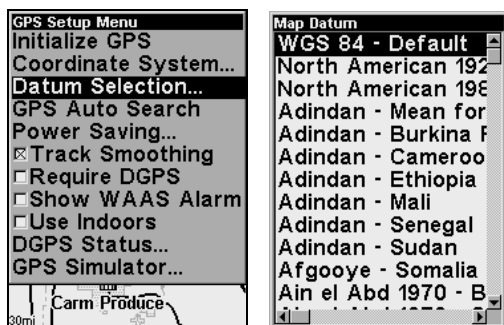 GPS Setup Menu
Initialize GPS
Coordinate System...
Datum Selection...
GPS Auto Search
Power Saving...
Track Smoothing
Require DGPS
Show WAAS Alarm
Use Indoors
DGPS Status...
GPS Simulator...
Carm Produce
30mi
Map Datum
WGS 84 - Default
North American 192
North American 198
Adindan - Mean for
Adindan - Burkina F
Adindan - Cameroo
Adindan - Ethiopia
Adindan - Mali
Adindan - Senegal
Adindan - Sudan
Afgooye - Somalia
Ain el Abd 1970 - B